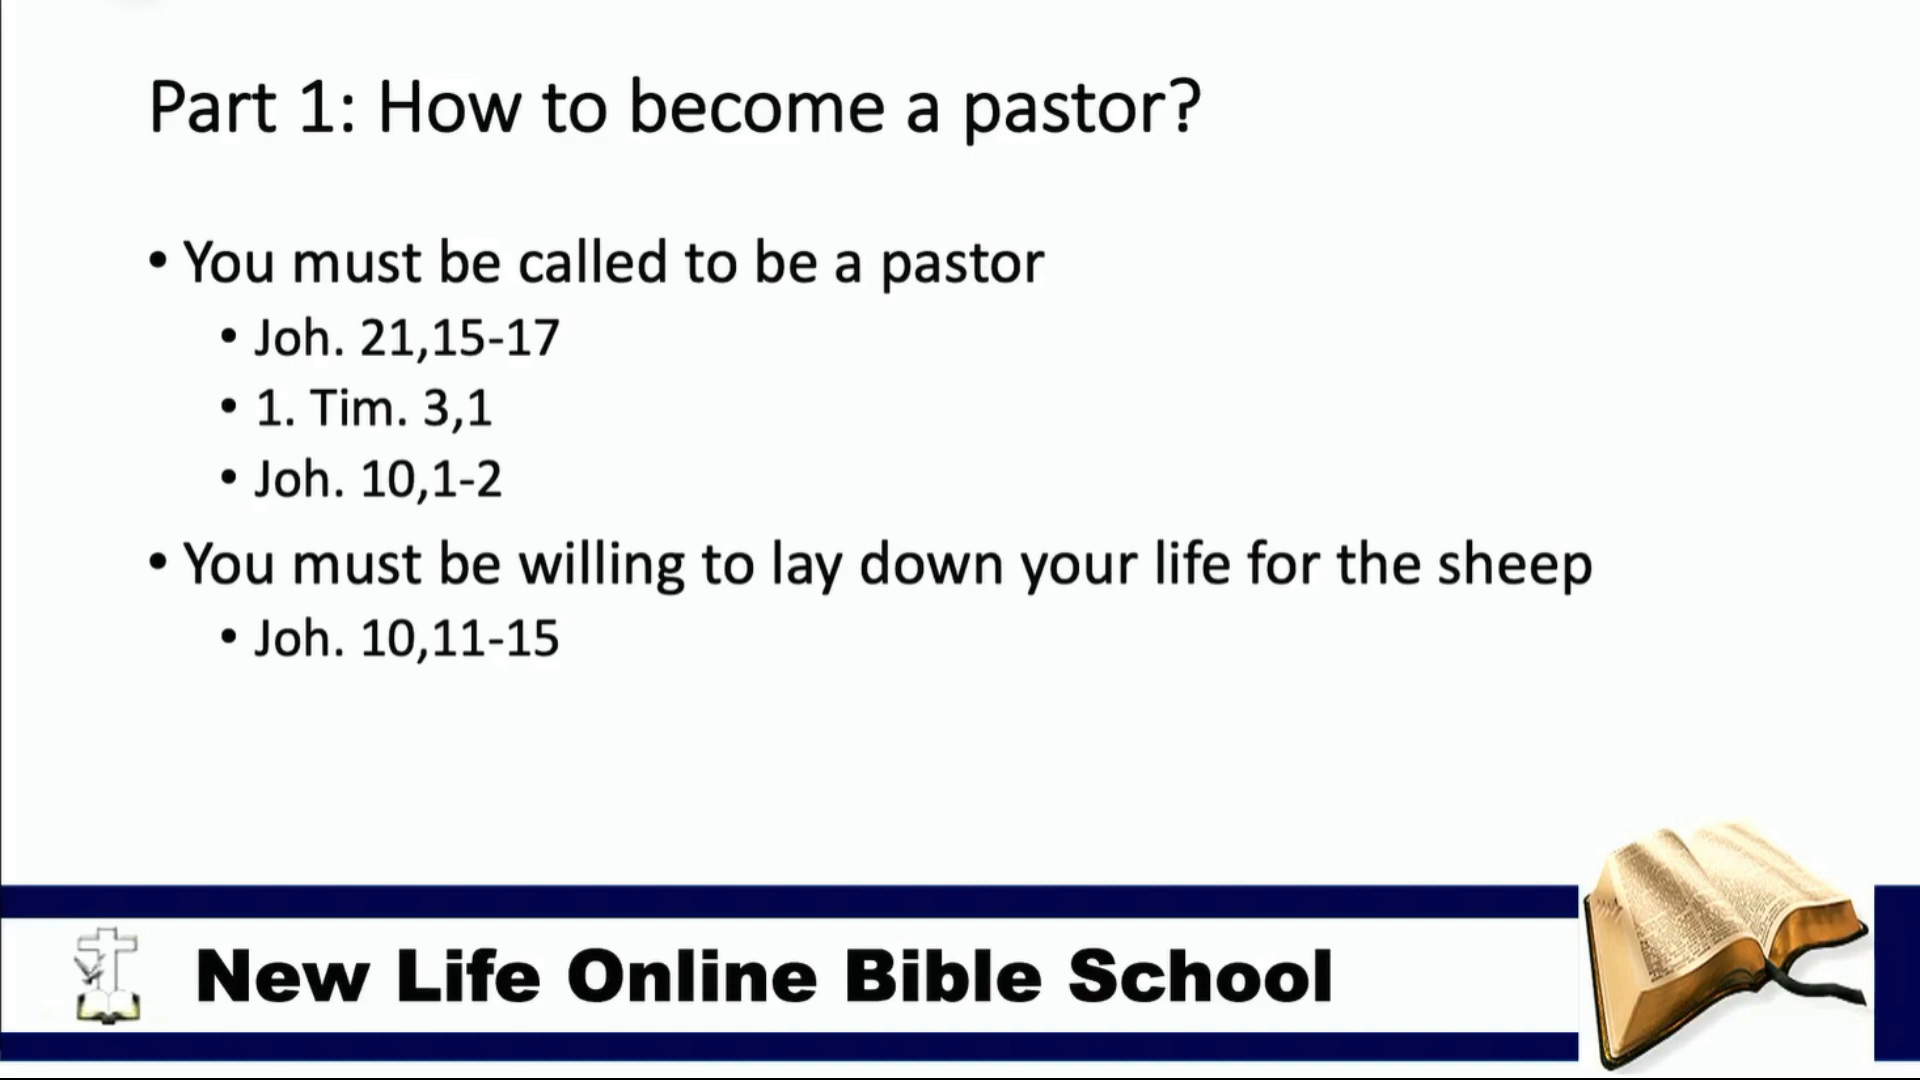 Part 1: How to become a pastor?
• You must be called to be a pastor
• Joh. 21,15-17
• 1. Tim. 3,1
• Joh. 10,1-2
• You must be willing to lay down your life for the sheep
• Joh. 10,11-15
New Life Online Bible School